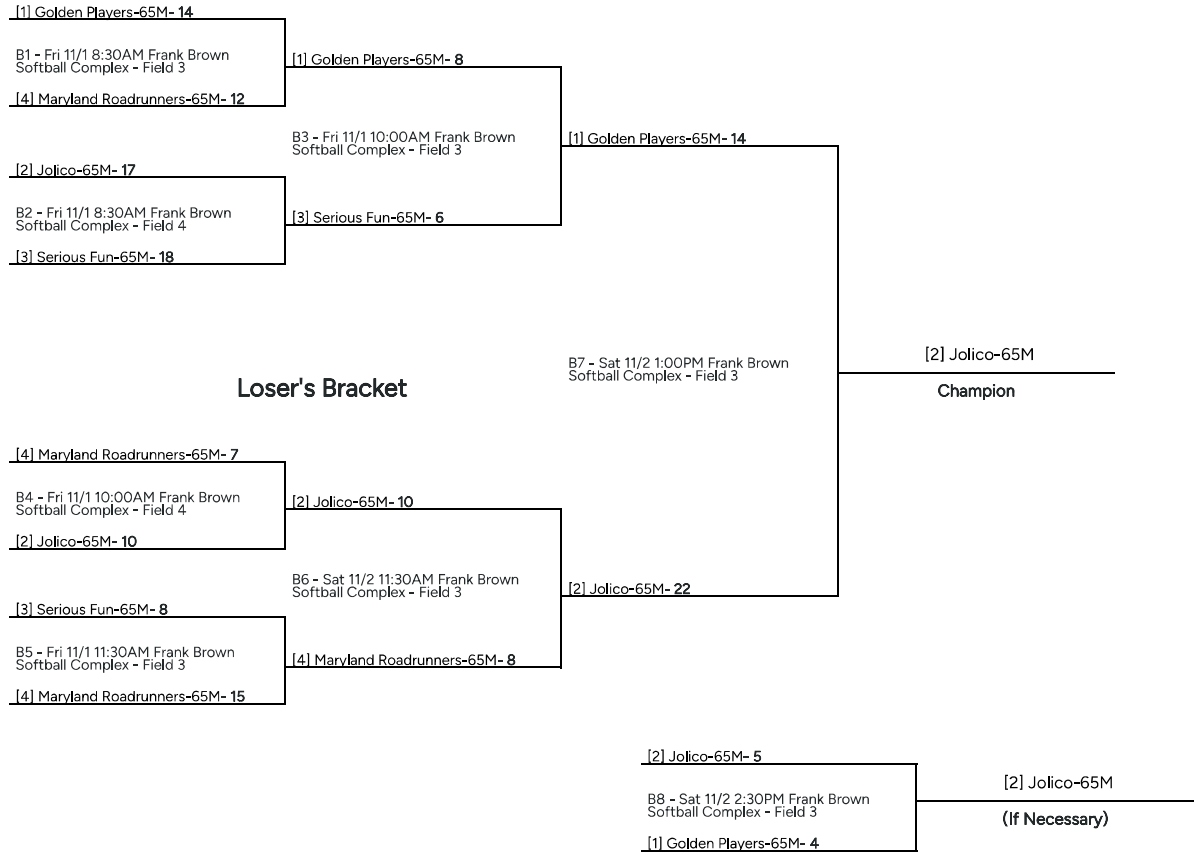 [1] Golden Players-65M- 14
B1 - Fri 11/1 8:30AM Frank Brown
Softball Complex - Field 3
[4] Maryland Roadrunners-65M- 12
[2] Jolico-65M- 17
B2 - Fri 11/1 8:30AM Frank Brown
Softball Complex - Field 4
[3] Serious Fun-65M- 18
[1] Golden Players-65M- 8
B3 - Fri 11/1 10:00AM Frank Brown
Softball Complex - Field 3
[3] Serious Fun-65M- 6
[1] Golden Players-65M- 14
B7 - Sat 11/2 1:00PM Frank Brown
Softball Complex - Field 3
[2] Jolico-65M
Champion
Loser's Bracket
[4] Maryland Roadrunners-65M- 7
B4 - Fri 11/1 10:00AM Frank Brown
Softball Complex - Field 4
[2] Jolico-65M- 10
[3] Serious Fun-65M- 8
B5 - Fri 11/1 11:30AM Frank Brown
Softball Complex - Field 3
[4] Maryland Roadrunners-65M- 15
[2] Jolico-65M- 10
B6 - Sat 11/2 11:30AM Frank Brown
Softball Complex - Field 3
[4] Maryland Roadrunners-65M- 8
[2] Jolico-65M- 22
[2] Jolico-65M- 5
B8 - Sat 11/2 2:30PM Frank Brown
Softball Complex - Field 3
[1] Golden Players-65M- 4
[2] Jolico-65M
(If Necessary)